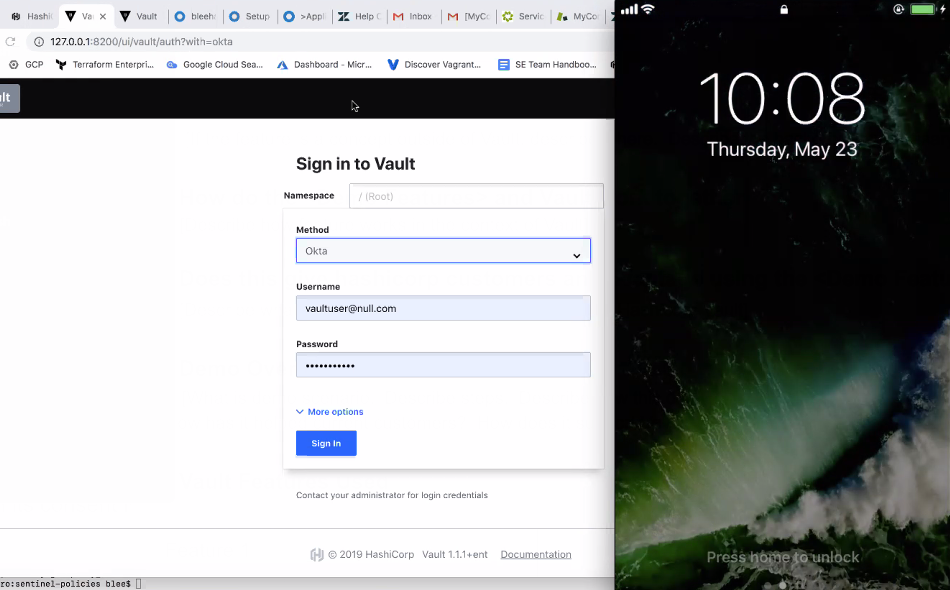 Hashi
Va
Vault
bleeh
Setup
>Appl
Help C
Inbox
[MyCo
Servic
MyCo
127.0.0.1:8200/ui/vault/auth?with=okta
GCP
Terraform Enterpri...
Google Cloud Sea...
Dashboard - Micr...
Discover Vagrant...
SE Team Handboo...
lt
Sign in to Vault
Namespace
/ (Root)
Method
Okta
Username
vaultuser@null.com
Password
•••••••••••
More options
Sign In
Contact your administrator for login credentials
© 2019 HashiCorp Vault 1.1.1+ent Documentation
ro:sentinel-policies blee$
10:08
Thursday, May 23
Press home to unlock